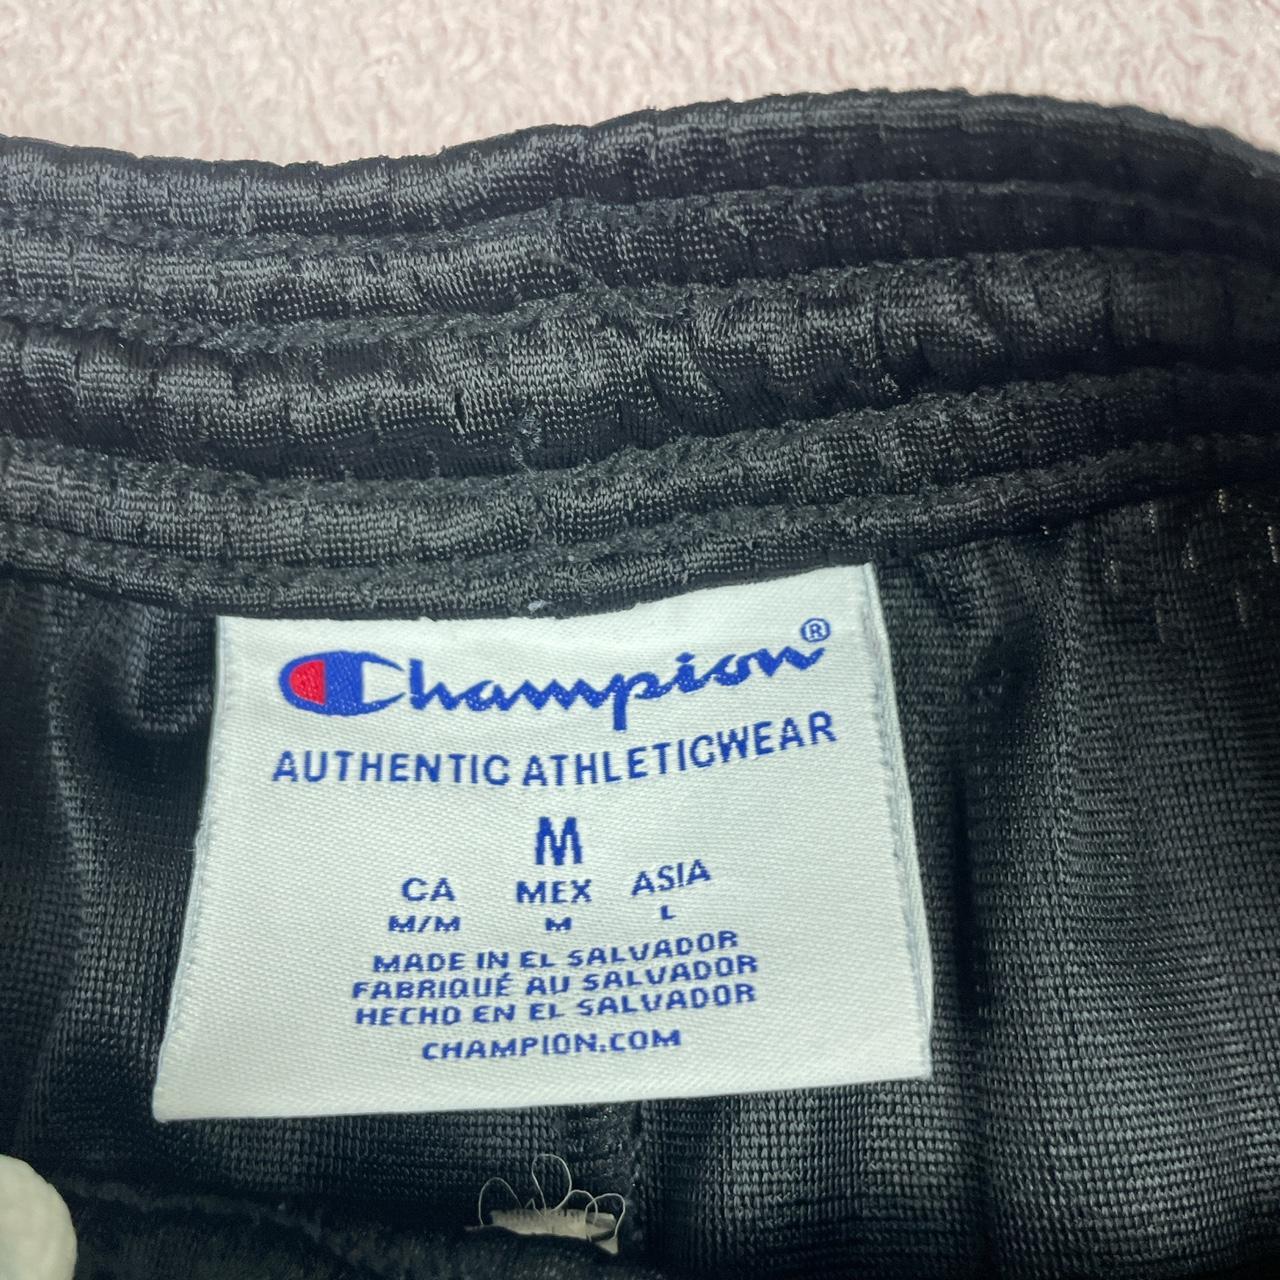 Champion®
AUTHENTIC ATHLETICWEAR
M
CA MEX ASIA
M/M M L
MADE IN EL SALVADOR
FABRIQUÉ AU SALVADOR
HECHO EN EL SALVADOR
CHAMPION.COM